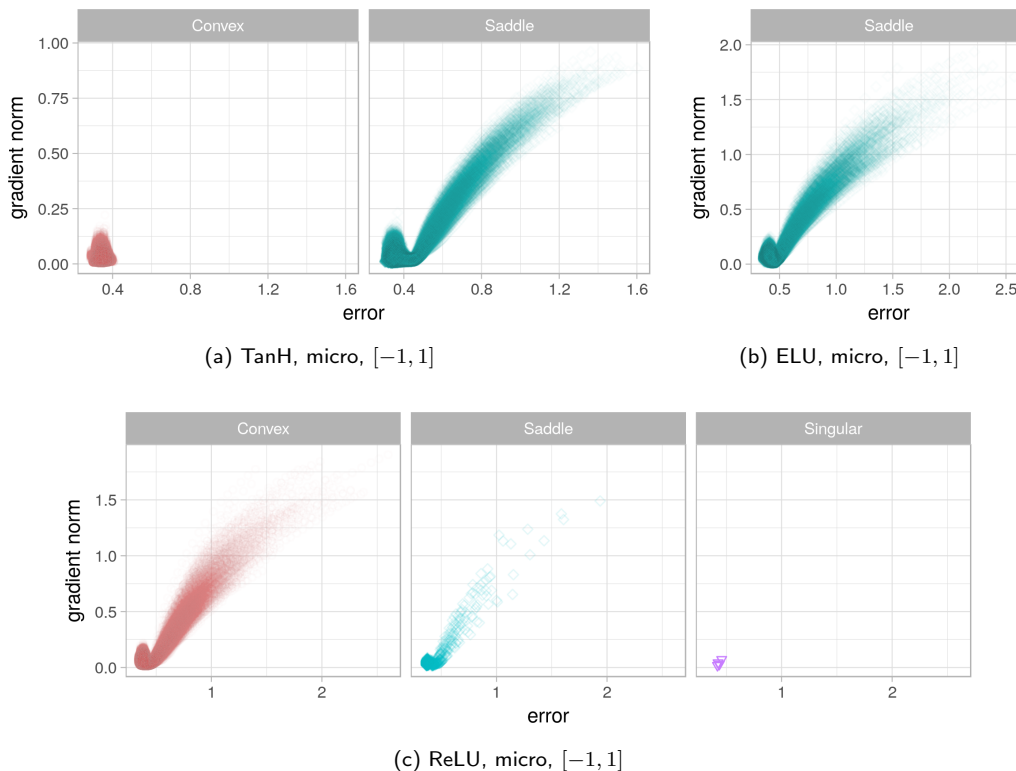 Convex Saddle
1.00
0.75
0.50
0.25
0.00
gradient norm
0.4 0.8 1.2 1.6 0.4 0.8 1.2 1.6
error
(a) TanH, micro, [−1, 1]
Saddle
2.0
1.5
1.0
0.5
0.0
gradient norm
0.5 1.0 1.5 2.0 2.5
error
(b) ELU, micro, [−1, 1]
Convex Saddle Singular
1.5
1.0
0.5
0.0
gradient norm
1 2 1 2 1 2
error
(c) ReLU, micro, [−1, 1]